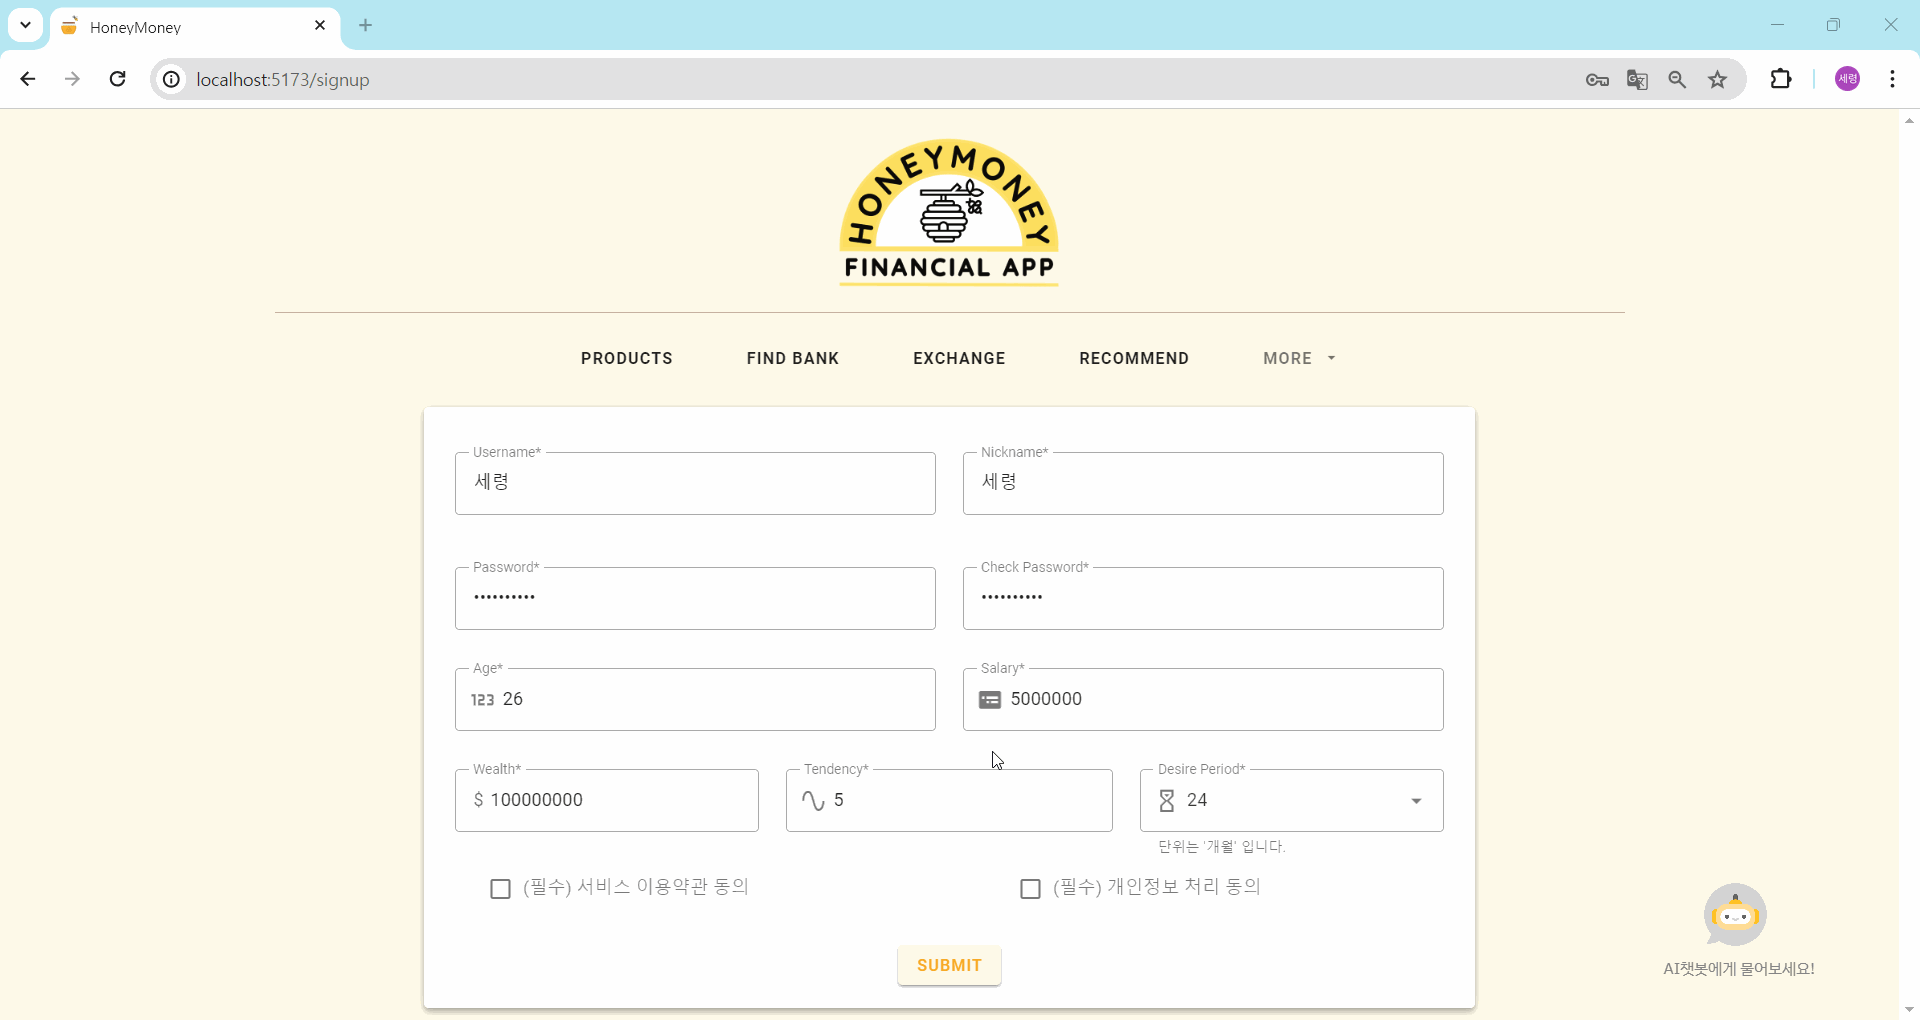 HoneyMoney
localhost:5173/signup
세령
HONEYMONEY
FINANCIAL APP
PRODUCTS FIND BANK EXCHANGE RECOMMEND MORE
Username* Nickname*
세령 세령
Password* Check Password*
•••••••••• ••••••••••
Age* Salary*
123 26 5000000
Wealth* Tendency* Desire Period*
$ 100000000 5 24
단위는 '개월' 입니다.
(필수) 서비스 이용약관 동의 (필수) 개인정보 처리 동의
SUBMIT
AI챗봇에게 물어보세요!